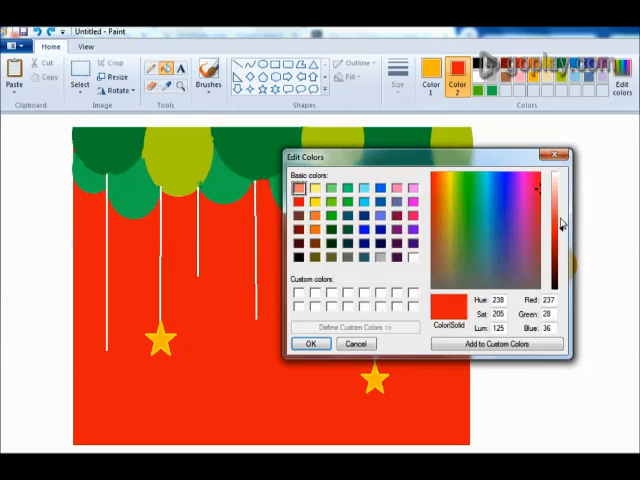 Untitled - Paint
Home View
goplay.com
Paste
Cut
Copy
Select
Crop
Resize
Rotate
A
Brushes
Outline
Fill
Size
Color 1
Color 2
Edit Colors
Clipboard Image Tools Shapes Colors
Edit Colors
Basic colors:
Custom colors:
Define Custom Colors >>
OK Cancel
Color|Solid
Hue: 238 Red: 237
Sat: 205 Green: 28
Lum: 125 Blue: 36
Add to Custom Colors